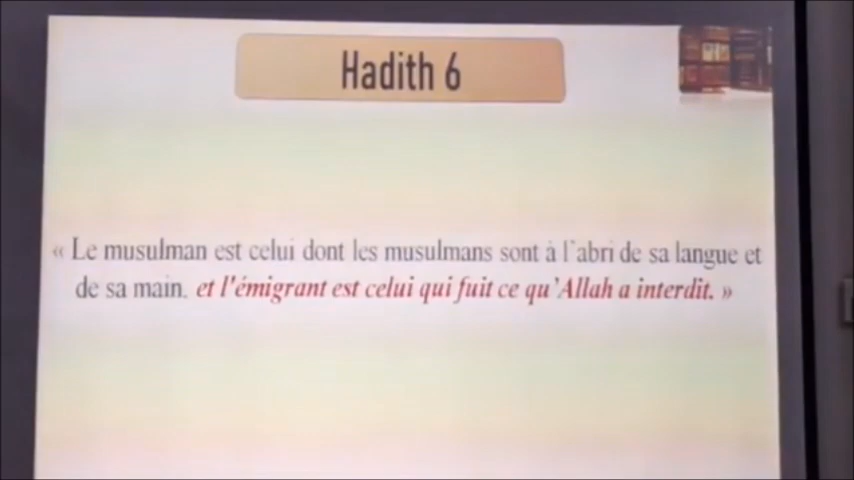 Hadith 6
« Le musulman est celui dont les musulmans sont à l'abri de sa langue et
de sa main. et l'émigrant est celui qui fuit ce qu'Allah a interdit. »